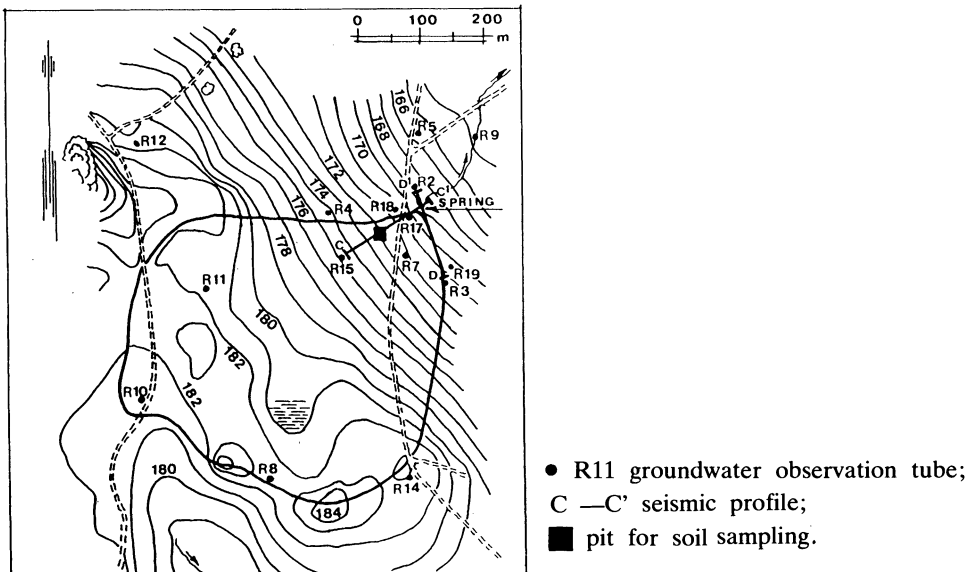 0 100 200
m
166
R5
R9
168
170
R12
172
174
R2
D'
C'
R4
R18
SPRING
176
R17
178
C
R15
R7
R19
D
R3
R11
180
182
182
R10
R8
180
R14
184
● R11 groundwater observation tube;
C —C' seismic profile;
■ pit for soil sampling.